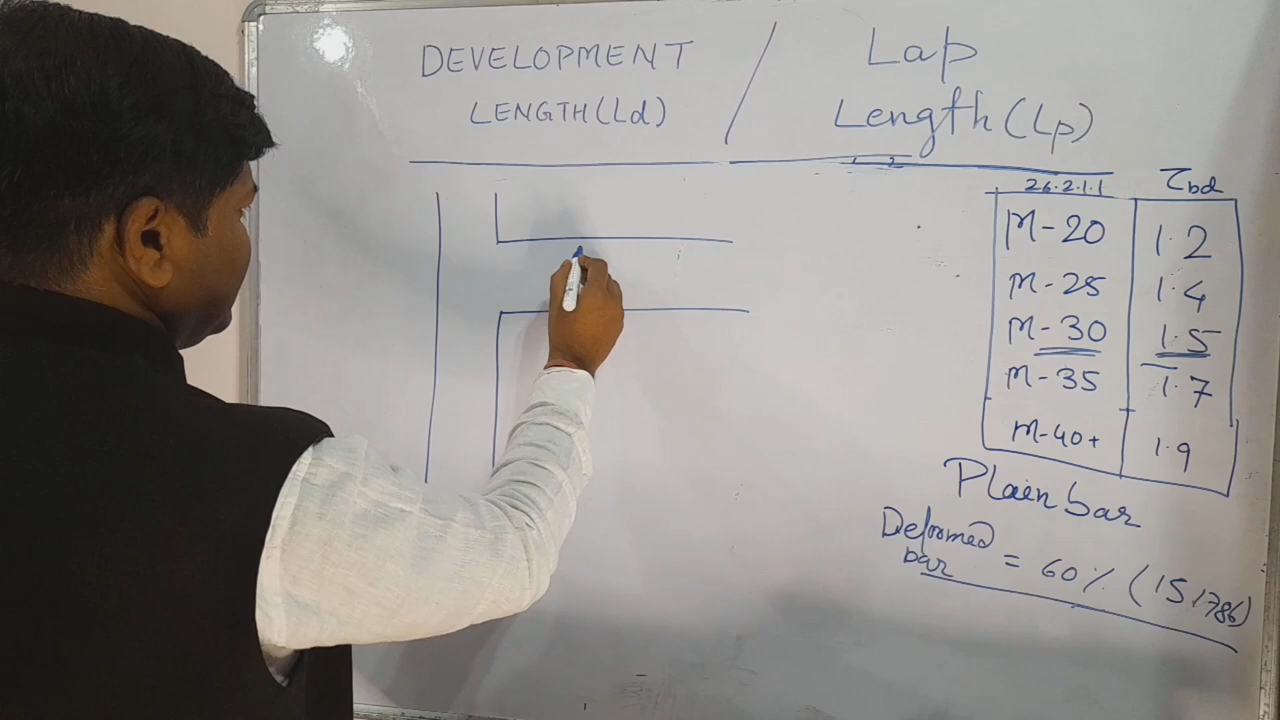 DEVELOPMENT
LENGTH (Ld)
/
Lap
Length (Lp)
26.2.1.1 τbd
M-20 1.2
M-25 1.4
M-30 1.5
M-35 1.7
M-40+ 1.9
Plain bar
Deformed
bar = 60% (IS 1786)